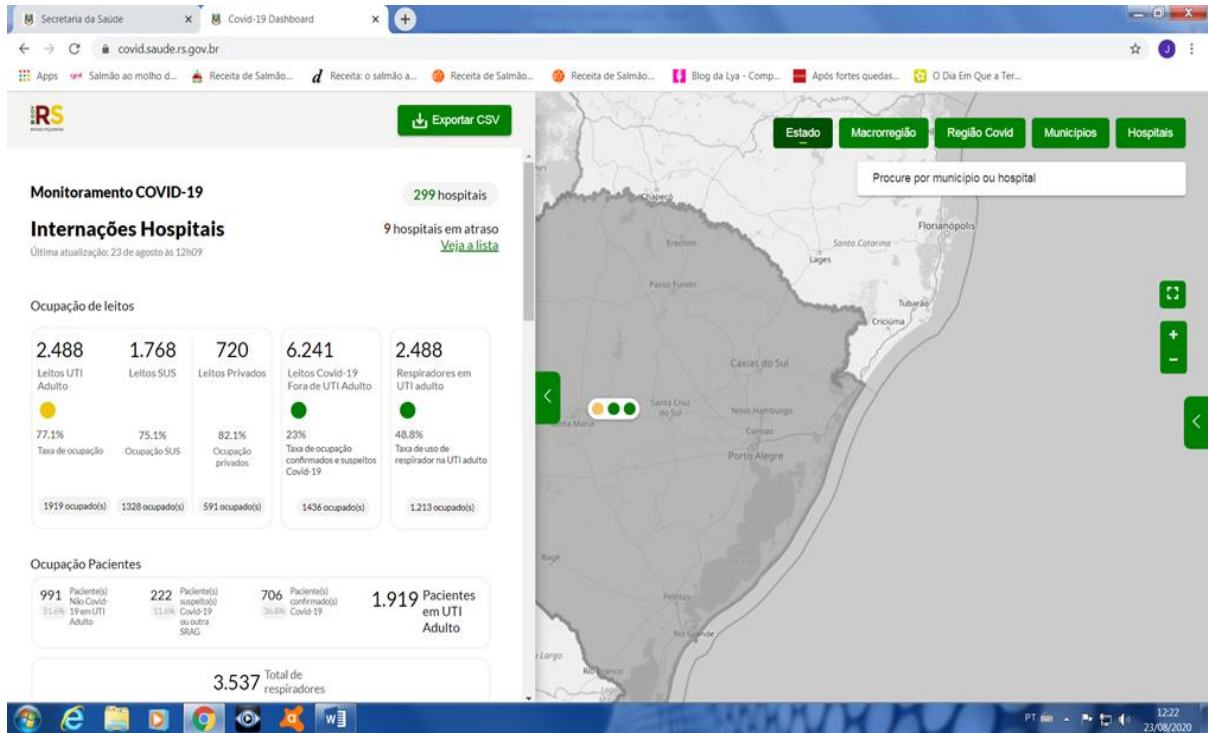 Secretaria da Saúde
Covid-19 Dashboard
covid.saude.rs.gov.br
J
Apps
Salmão ao molho d...
Receita de Salmão...
Receita: o salmão a...
Receita de Salmão...
Receita de Salmão...
Blog da Lya - Comp...
Após fortes quedas...
O Dia Em Que a Ter...
RS
Exportar CSV
Monitoramento COVID-19
299 hospitais
Internações Hospitais
9 hospitais em atraso
Última atualização: 23 de agosto às 12h09
Veja a lista
Ocupação de leitos
2.488
Leitos UTI
Adulto
77.1%
Taxa de ocupação
1919 ocupado(s)
1.768
Leitos SUS
75.1%
Ocupação SUS
1328 ocupado(s)
720
Leitos Privados
82.1%
Ocupação
privados
591 ocupado(s)
6.241
Leitos Covid-19
Fora de UTI Adulto
23%
Taxa de ocupação
confirmados e suspeitos
Covid-19
1436 ocupado(s)
2.488
Respiradores em
UTI adulto
48.8%
Taxa de uso de
respirador na UTI adulto
1.213 ocupado(s)
Ocupação Pacientes
991
51.6%
Paciente(s)
Não Covid-
19 em UTI
Adulto
222
11.6%
Paciente(s)
suspeito(s)
Covid-19
ou outra
SRAG
706
36.8%
Paciente(s)
confirmado(s)
Covid-19
1.919
Pacientes
em UTI
Adulto
3.537
Total de
respiradores
Estado
Macrorregião
Região Covid
Municípios
Hospitais
Procure por município ou hospital
Chapecó
Florianópolis
Erechim
Santa Catarina
Lages
Passo Fundo
Tubarão
Criciúma
Caxias do Sul
Santa Cruz
do Sul
Novo Hamburgo
Santa Maria
Canoas
Porto Alegre
Bagé
Pelotas
Rio Grande
Largo
Rio Branco
PT
12:22
23/08/2020